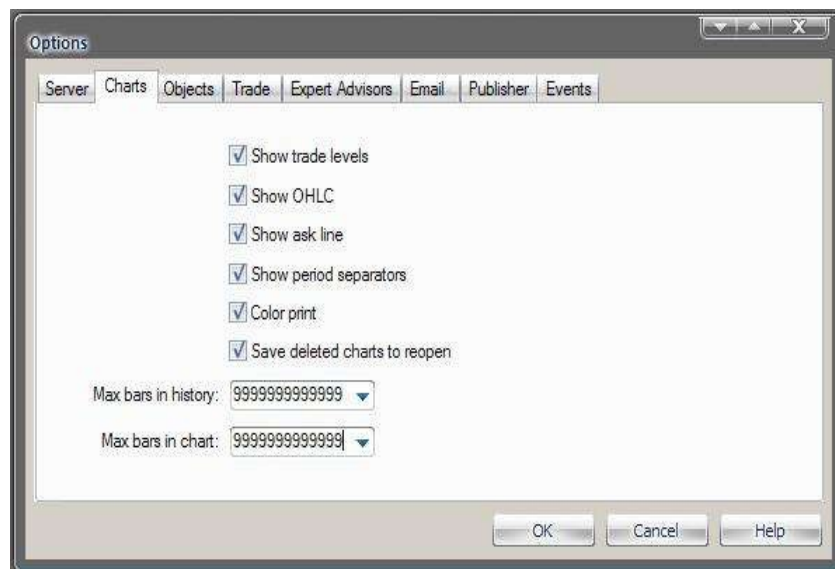 Options
Server Charts Objects Trade Expert Advisors Email Publisher Events
Show trade levels
Show OHLC
Show ask line
Show period separators
Color print
Save deleted charts to reopen
Max bars in history: 9999999999999
Max bars in chart: 9999999999999
OK Cancel Help